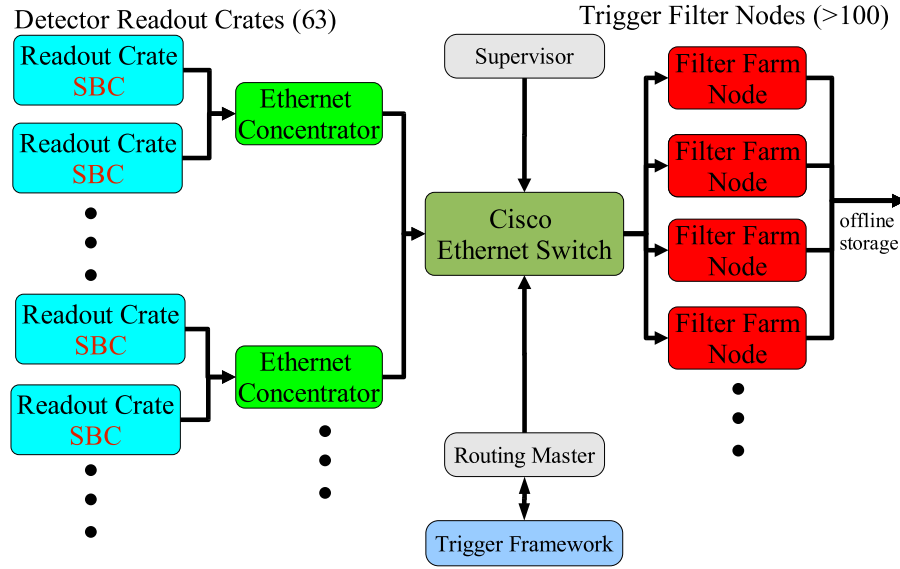 Detector Readout Crates (63)
Trigger Filter Nodes (>100)
Readout Crate
SBC
Readout Crate
SBC
Readout Crate
SBC
Readout Crate
SBC
Ethernet
Concentrator
Ethernet
Concentrator
Supervisor
Cisco
Ethernet Switch
Routing Master
Trigger Framework
Filter Farm
Node
Filter Farm
Node
Filter Farm
Node
Filter Farm
Node
offline
storage